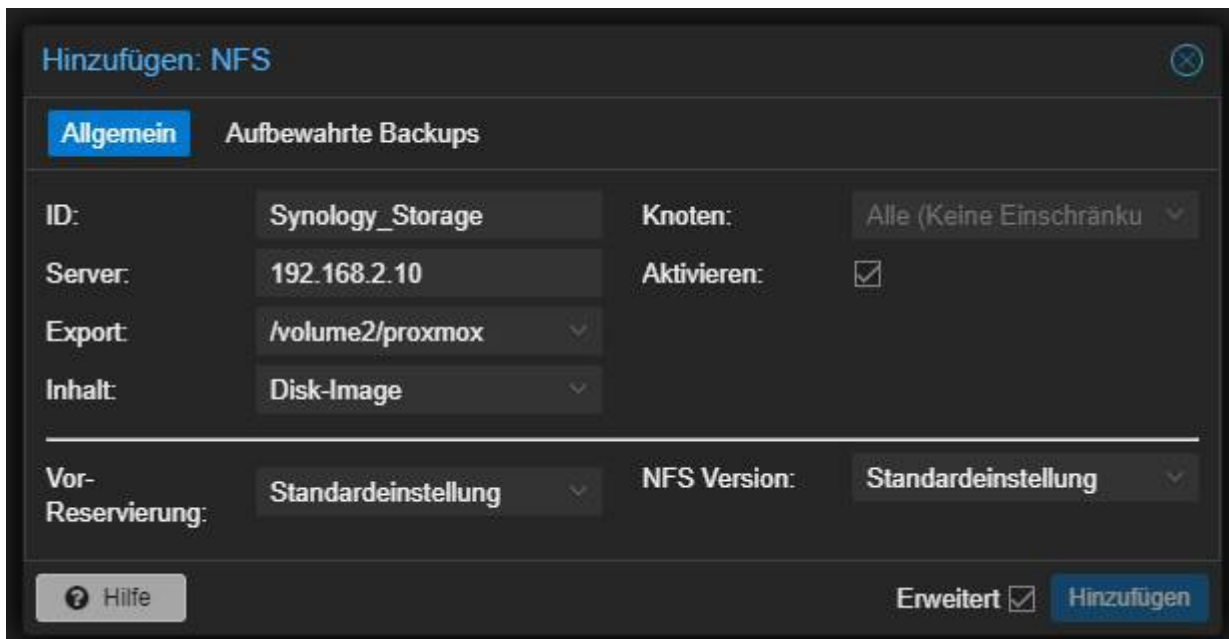 Hinzufügen: NFS
Allgemein Aufbewahrte Backups
ID: Synology_Storage Knoten: Alle (Keine Einschränku
Server: 192.168.2.10 Aktivieren:
Export: /volume2/proxmox
Inhalt: Disk-Image
Vor-
Reservierung: Standardeinstellung NFS Version: Standardeinstellung
Hilfe Erweitert Hinzufügen